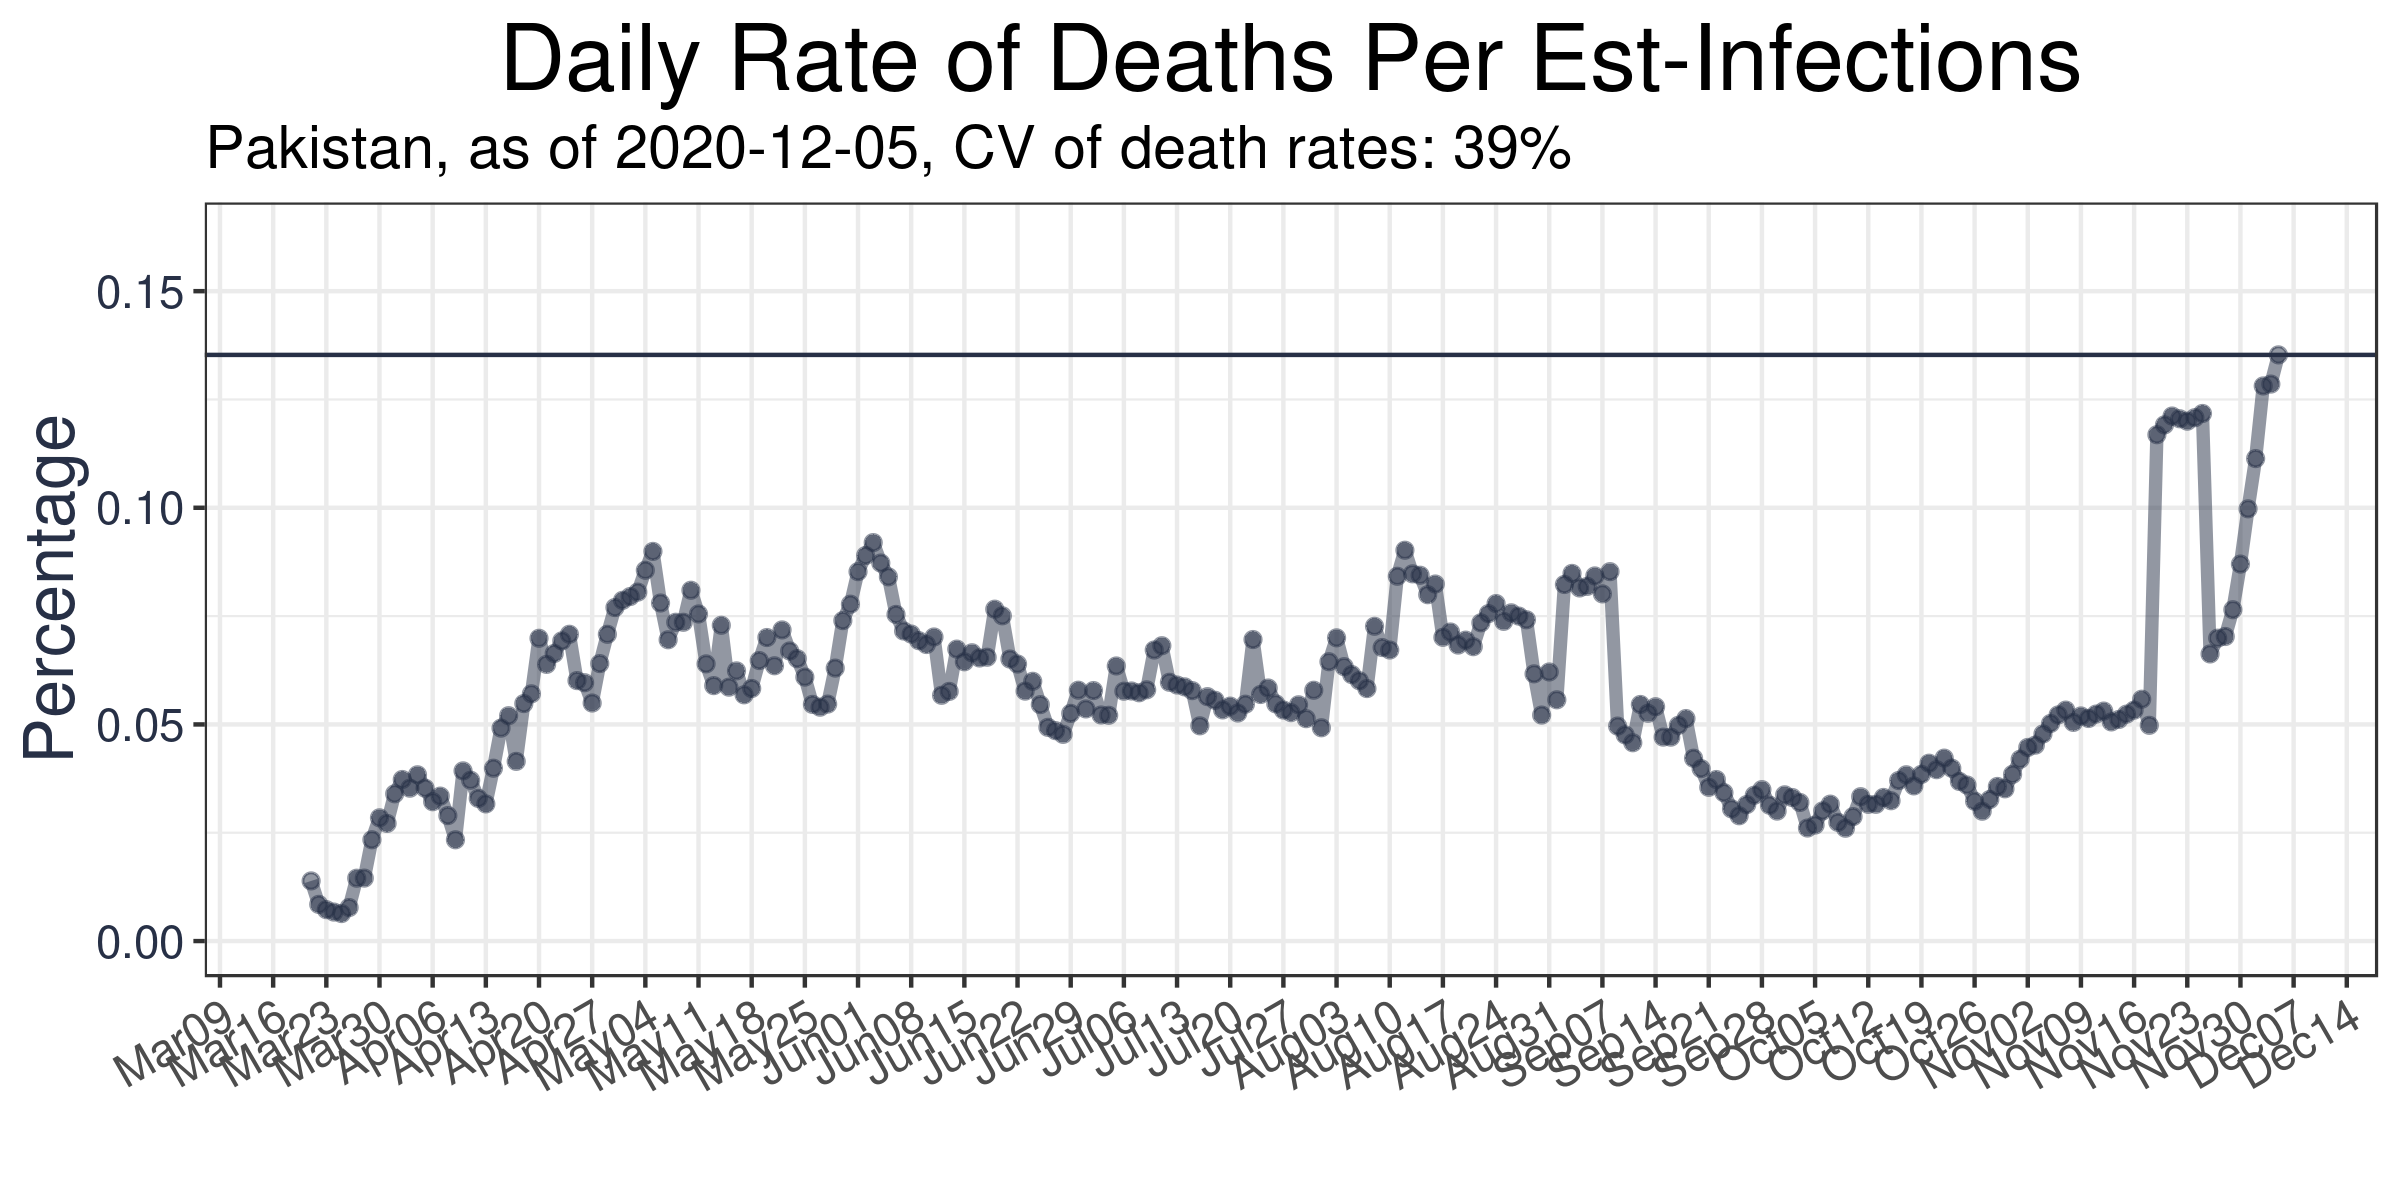 Daily Rate of Deaths Per Est-Infections
Pakistan, as of 2020-12-05, CV of death rates: 39%
Percentage
0.15
0.10
0.05
0.00
Mar09
Mar16
Mar23
Mar30
Apr06
Apr13
Apr20
Apr27
May04
May11
May18
May25
Jun01
Jun08
Jun15
Jun22
Jun29
Jul06
Jul13
Jul20
Jul27
Aug03
Aug10
Aug17
Aug24
Aug31
Sep07
Sep14
Sep21
Sep28
Oct05
Oct12
Oct19
Oct26
Nov02
Nov09
Nov16
Nov23
Nov30
Dec07
Dec14